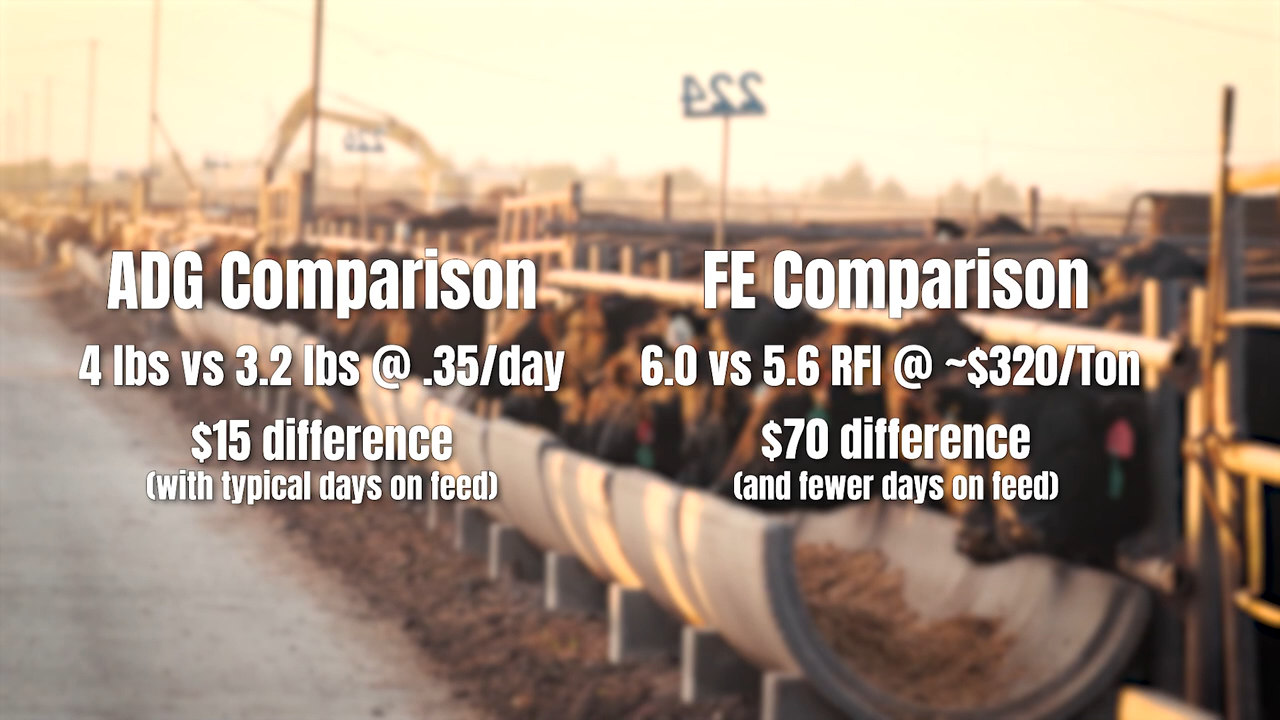 224
ADG Comparison
4 lbs vs 3.2 lbs @ .35/day
$15 difference
(with typical days on feed)
FE Comparison
6.0 vs 5.6 RFI @ ~$320/Ton
$70 difference
(and fewer days on feed)